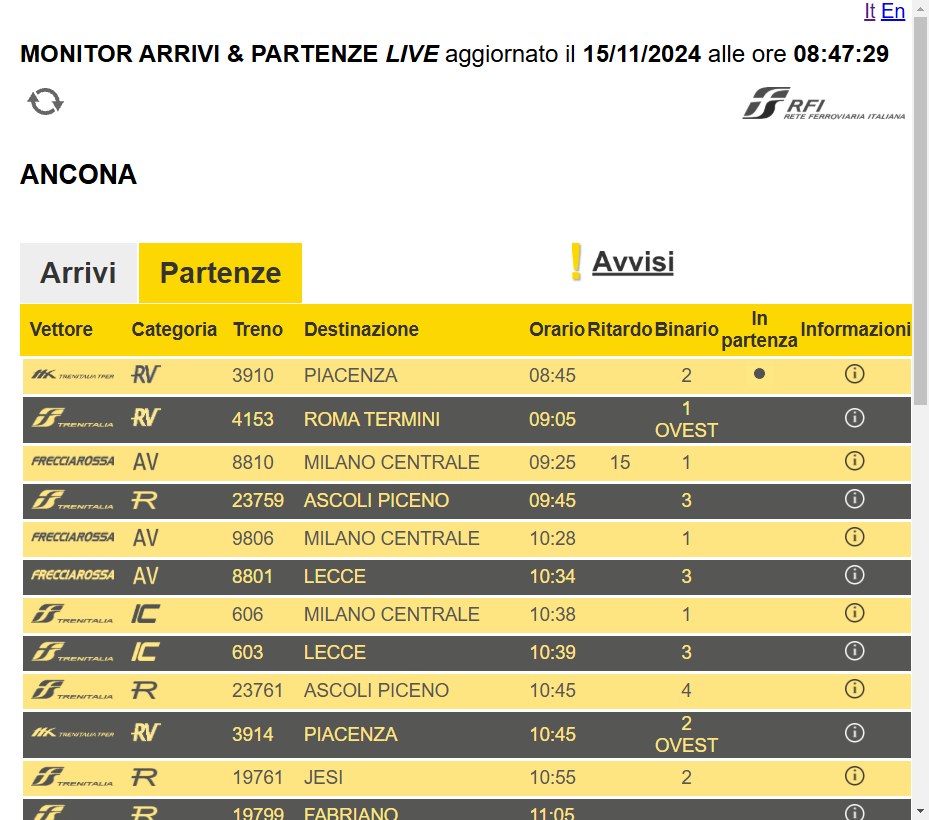 It En
MONITOR ARRIVI & PARTENZE LIVE aggiornato il 15/11/2024 alle ore 08:47:29
RFI
RETE FERROVIARIA ITALIANA
ANCONA
Arrivi Partenze ! Avvisi
Vettore Categoria Treno Destinazione Orario Ritardo Binario In partenza Informazioni
TRENITALIA TPER RV 3910 PIACENZA 08:45 2
TRENITALIA RV 4153 ROMA TERMINI 09:05 1 OVEST
FRECCIAROSSA AV 8810 MILANO CENTRALE 09:25 15 1
TRENITALIA R 23759 ASCOLI PICENO 09:45 3
FRECCIAROSSA AV 9806 MILANO CENTRALE 10:28 1
FRECCIAROSSA AV 8801 LECCE 10:34 3
TRENITALIA IC 606 MILANO CENTRALE 10:38 1
TRENITALIA IC 603 LECCE 10:39 3
TRENITALIA R 23761 ASCOLI PICENO 10:45 4
TRENITALIA TPER RV 3914 PIACENZA 10:45 2 OVEST
TRENITALIA R 19761 JESI 10:55 2
R 19799 FABRIANO 11:05